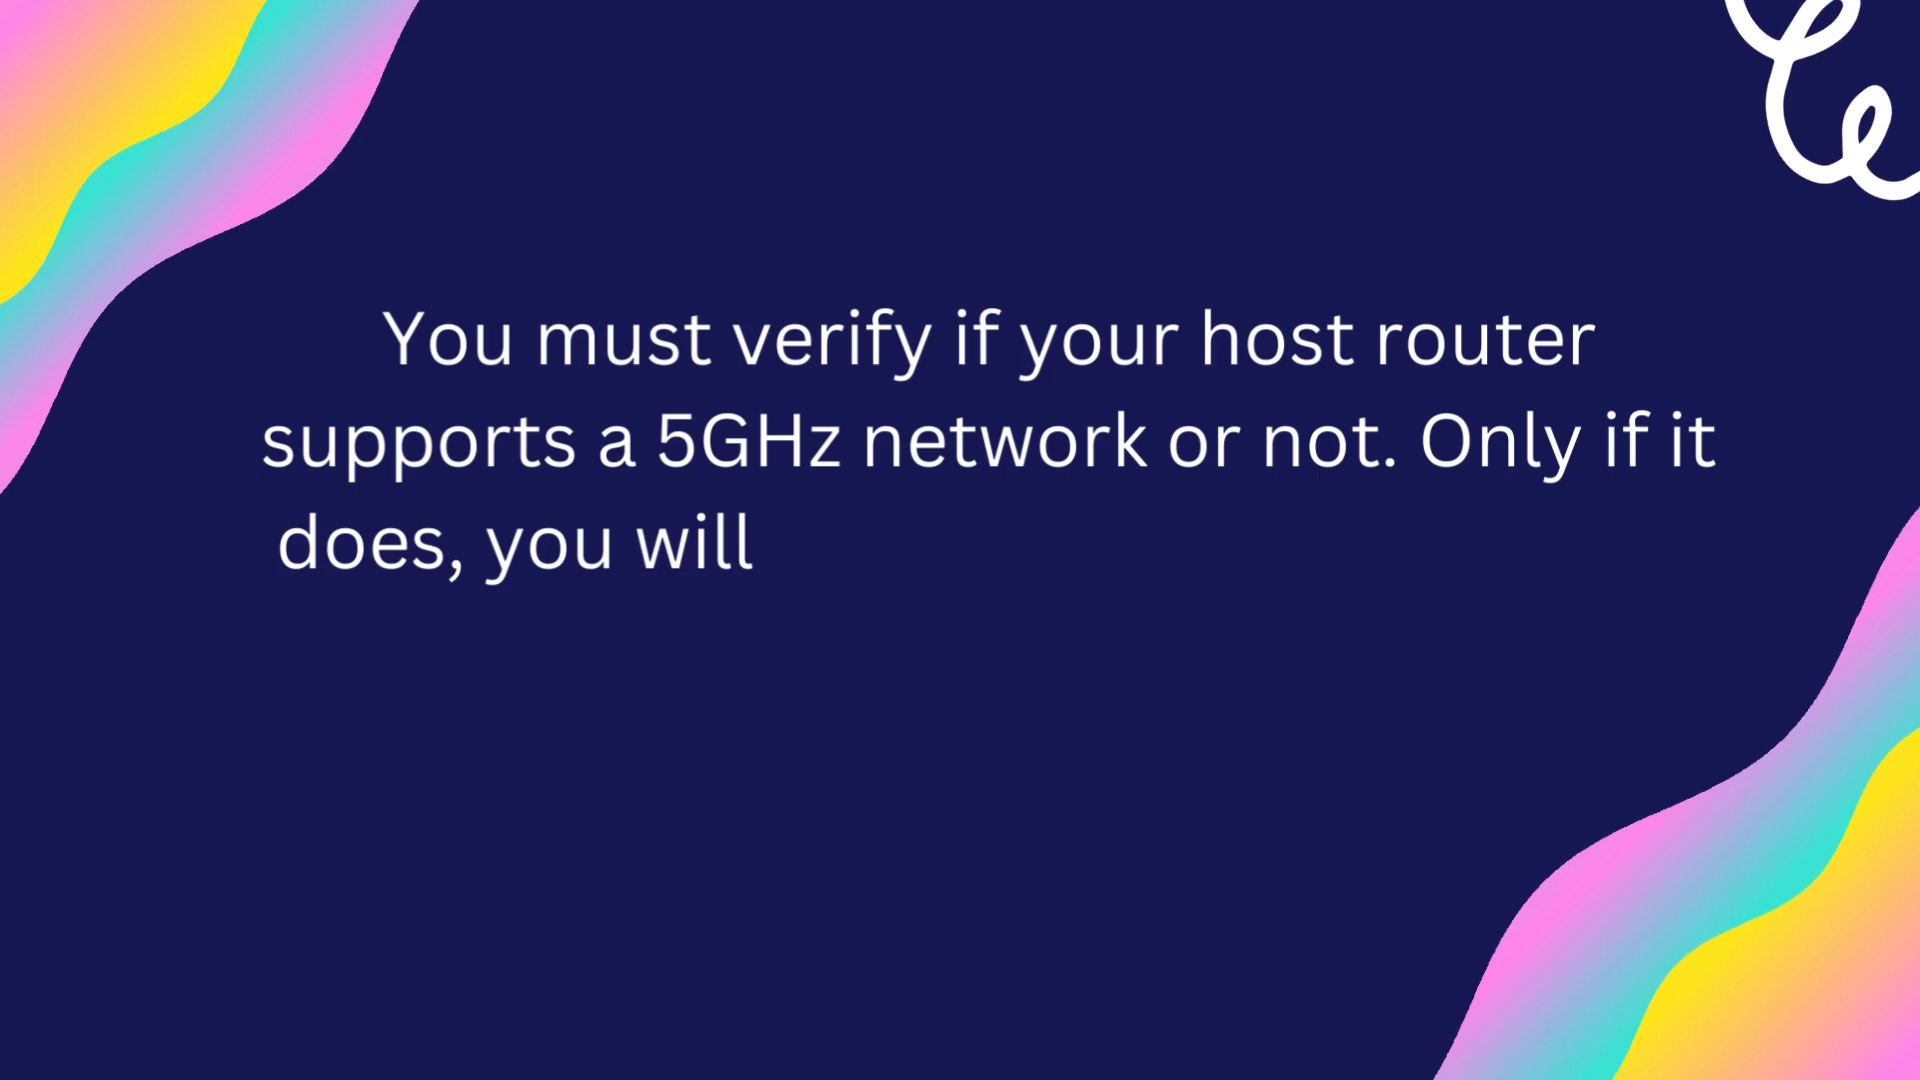 You must verify if your host router
supports a 5GHz network or not. Only if it
does, you will